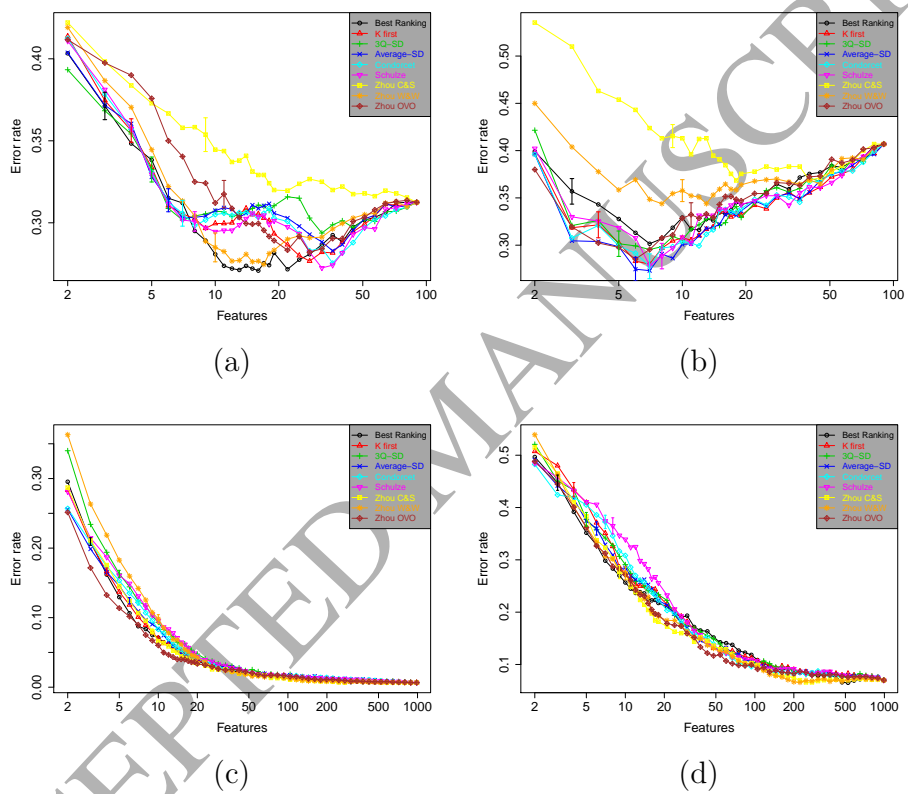 ACCEPTED MANUSCRIPT
Error rate
0.30
0.35
0.40
Best Ranking
K first
3Q−SD
Average−SD
Schulze
Zhou C&S
Zhou OVO
2
5
10
20
50
100
Features
(a)
Error rate
0.30
0.35
0.40
0.45
0.50
Best Ranking
K first
3Q−SD
Average−SD
Schulze
Zhou C&S
Zhou OVO
2
5
10
20
50
100
Features
(b)
Error rate
0.00
0.10
0.20
0.30
Best Ranking
K first
3Q−SD
Average−SD
Schulze
Zhou C&S
Zhou OVO
2
5
10
20
50
100
200
500
1000
Features
(c)
Error rate
0.1
0.2
0.3
0.4
0.5
Best Ranking
K first
3Q−SD
Average−SD
Schulze
Zhou C&S
Zhou OVO
2
5
10
20
50
100
200
500
1000
Features
(d)